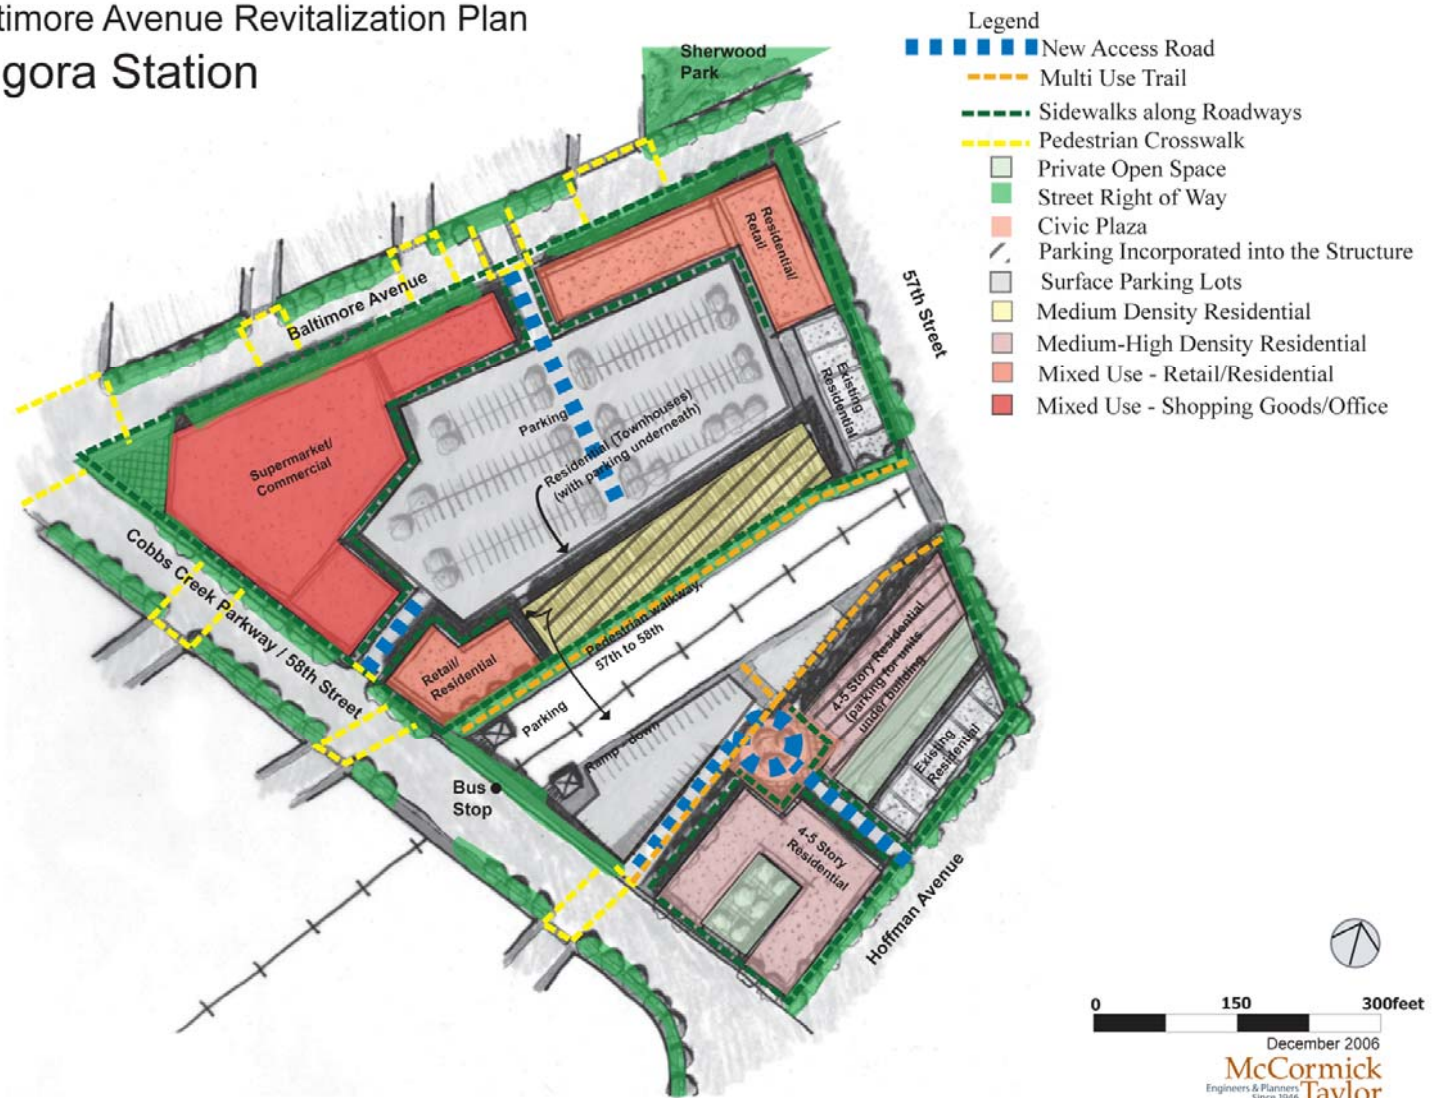 timore Avenue Revitalization Plan
gora Station
Legend
New Access Road
Multi Use Trail
Sidewalks along Roadways
Pedestrian Crosswalk
Private Open Space
Street Right of Way
Civic Plaza
Parking Incorporated into the Structure
Surface Parking Lots
Medium Density Residential
Medium-High Density Residential
Mixed Use - Retail/Residential
Mixed Use - Shopping Goods/Office
Sherwood
Park
Residential/
Retail/
57th Street
Baltimore Avenue
Existing
Residential
Parking
Residential (Townhouses)
(with parking underneath)
Supermarket/
Commercial
Cobbs Creek Parkway / 58th Street
Retail/
Residential
Pedestrian walkway,
57th to 58th
Parking
Ramp - down
4-5 Story Residential
(parking for units
under building
Existing
Residential
Bus
Stop
4-5 Story
Residential
Hoffman Avenue
0 150 300feet
December 2006
McCormick
Engineers & Planners
Since 1946
Taylor